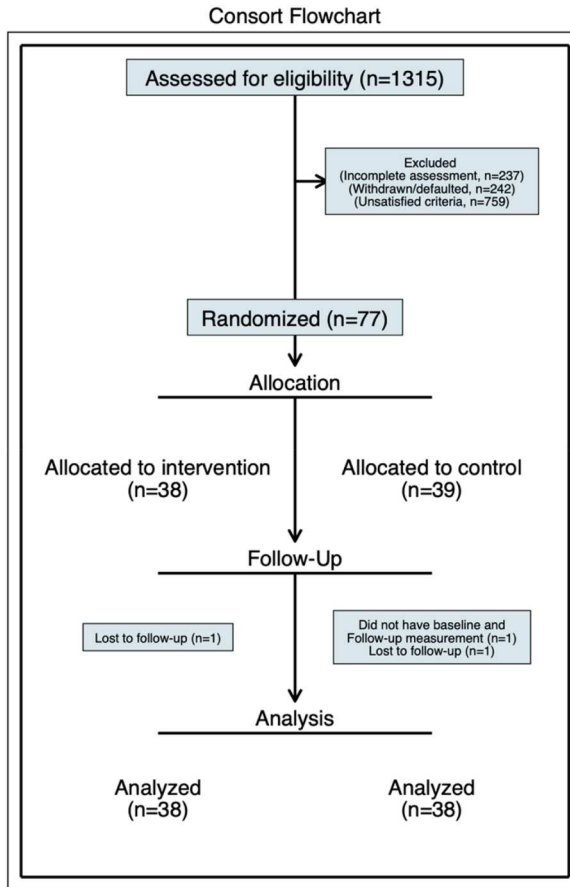 Consort Flowchart
Assessed for eligibility (n=1315)
Excluded
(Incomplete assessment, n=237)
(Withdrawn/defaulted, n=242)
(Unsatisfied criteria, n=759)
Randomized (n=77)
Allocation
Allocated to intervention
(n=38)
Allocated to control
(n=39)
Follow-Up
Lost to follow-up (n=1)
Did not have baseline and
Follow-up measurement (n=1)
Lost to follow-up (n=1)
Analysis
Analyzed
(n=38)
Analyzed
(n=38)